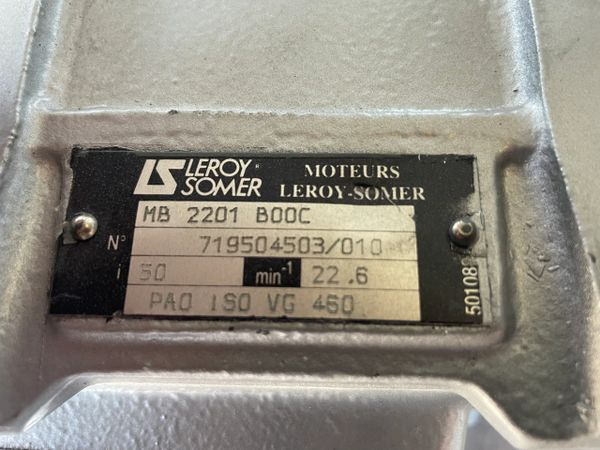 LS LEROY® SOMER
MOTEURS LEROY-SOMER
MB 2201 B00C
N° 719504503/010
i 50 min-1 22.6
PAO ISO VG 460